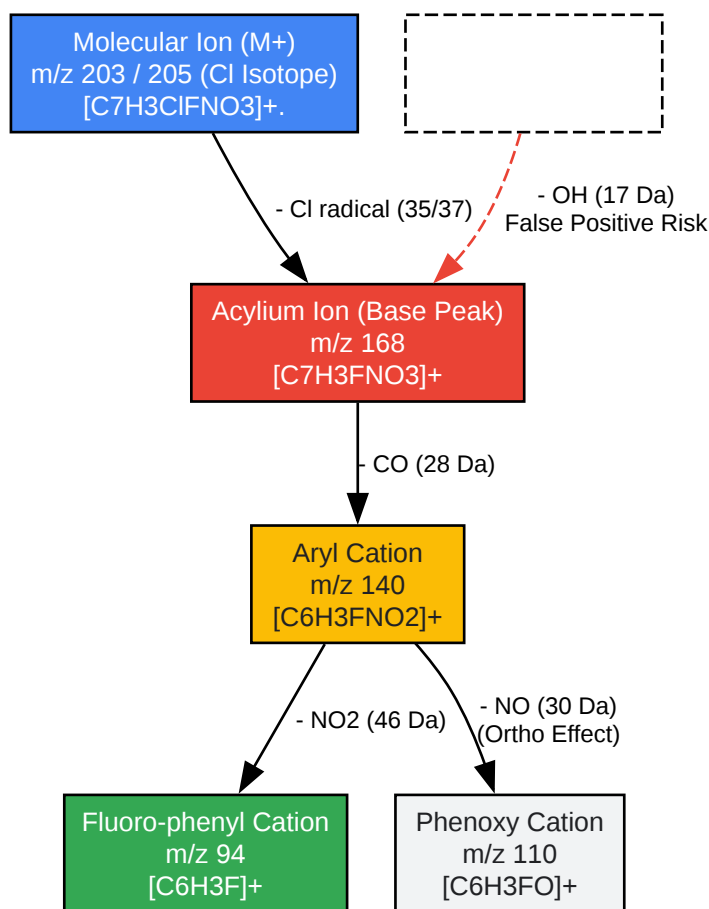 Molecular Ion (M+)
m/z 203 / 205 (Cl Isotope)
[C7H3ClFNO3]+.
- Cl radical (35/37)
- OH (17 Da)
False Positive Risk
Acylium Ion (Base Peak)
m/z 168
[C7H3FNO3]+
- CO (28 Da)
Aryl Cation
m/z 140
[C6H3FNO2]+
- NO2 (46 Da)
- NO (30 Da)
(Ortho Effect)
Fluoro-phenyl Cation
m/z 94
[C6H3F]+
Phenoxy Cation
m/z 110
[C6H3FO]+